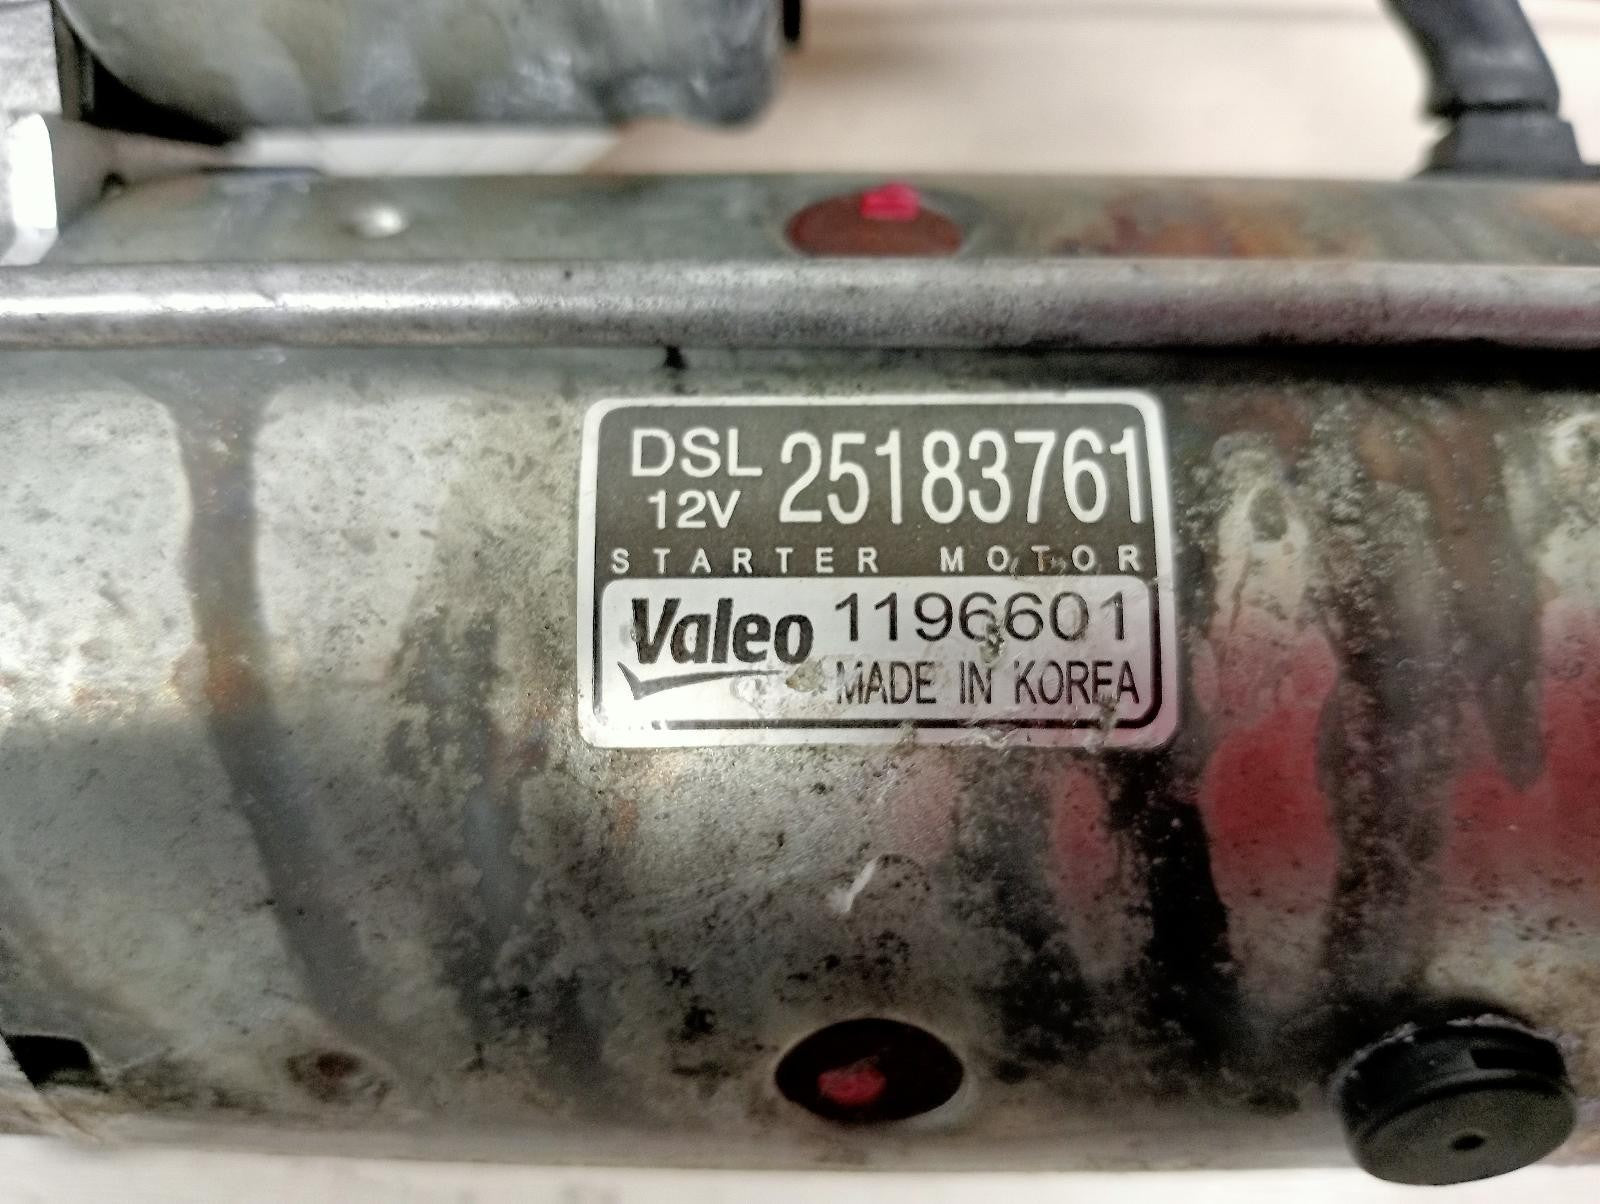 DSL 25183761
12V
STARTER MOTOR
Valeo 1196601
MADE IN KOREA